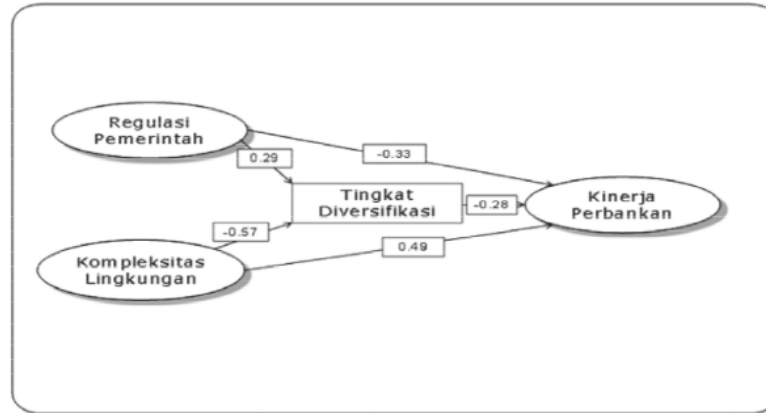 Regulasi
Pemerintah
0.29
-0.33
Tingkat
Diversifikasi
-0.28
Kinerja
Perbankan
-0.57
Kompleksitas
Lingkungan
0.49